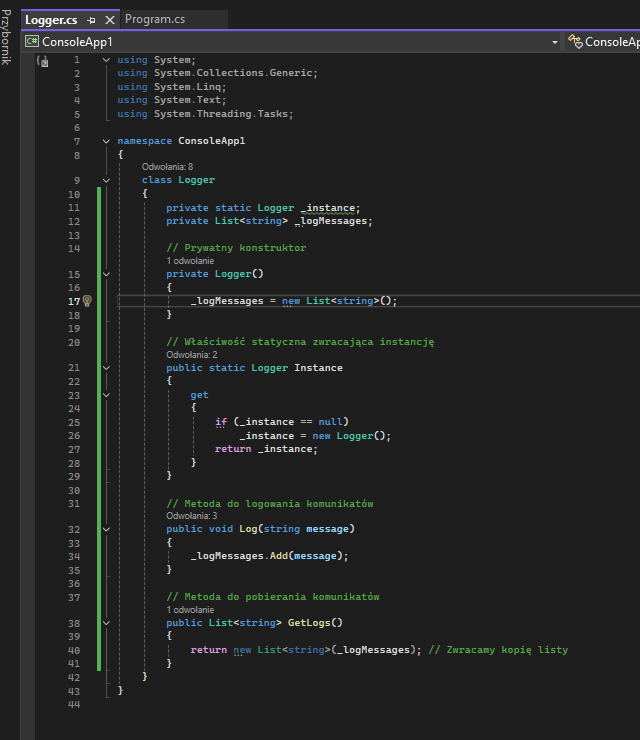 Przybornik
Logger.cs
Program.cs
C# ConsoleApp1
ConsoleAp
1 using System;
2 using System.Collections.Generic;
3 using System.Linq;
4 using System.Text;
5 using System.Threading.Tasks;
6
7 namespace ConsoleApp1
8 {
Odwołania: 8
9 class Logger
10 {
11 private static Logger _instance;
12 private List<string> _logMessages;
13
14 // Prywatny konstruktor
1 odwołanie
15 private Logger()
16 {
17 _logMessages = new List<string>();
18 }
19
20 // Właściwość statyczna zwracająca instancję
Odwołania: 2
21 public static Logger Instance
22 {
23 get
24 {
25 if (_instance == null)
26 _instance = new Logger();
27 return _instance;
28 }
29 }
30
31 // Metoda do logowania komunikatów
Odwołania: 3
32 public void Log(string message)
33 {
34 _logMessages.Add(message);
35 }
36
37 // Metoda do pobierania komunikatów
1 odwołanie
38 public List<string> GetLogs()
39 {
40 return new List<string>(_logMessages); // Zwracamy kopię listy
41 }
42 }
43 }
44